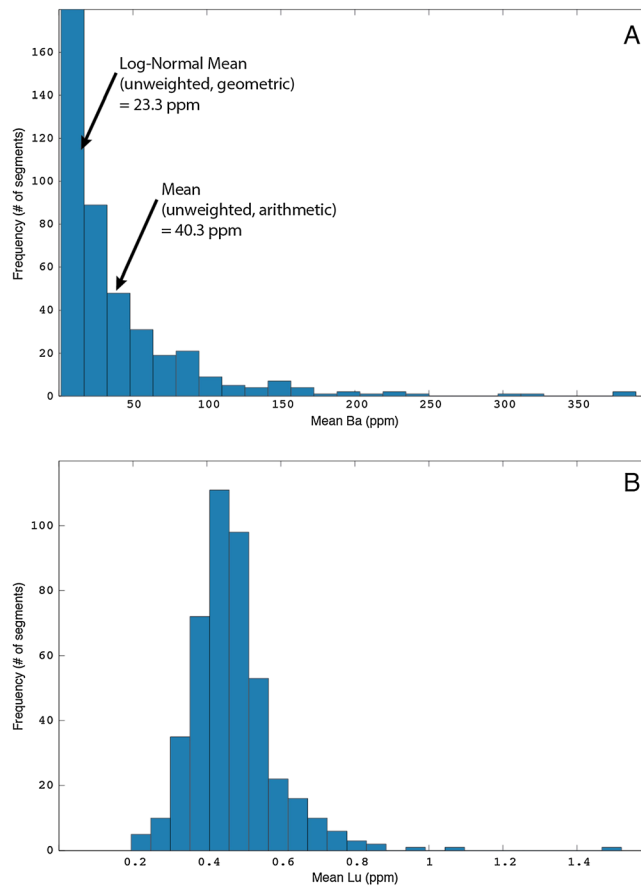 A
160
140
120
100
80
60
40
20
0
Frequency (# of segments)
Log-Normal Mean
(unweighted, geometric)
= 23.3 ppm
Mean
(unweighted, arithmetic)
= 40.3 ppm
50
100
150
200
250
300
350
Mean Ba (ppm)
B
100
80
60
40
20
0
Frequency (# of segments)
0.2
0.4
0.6
0.8
1
1.2
1.4
Mean Lu (ppm)